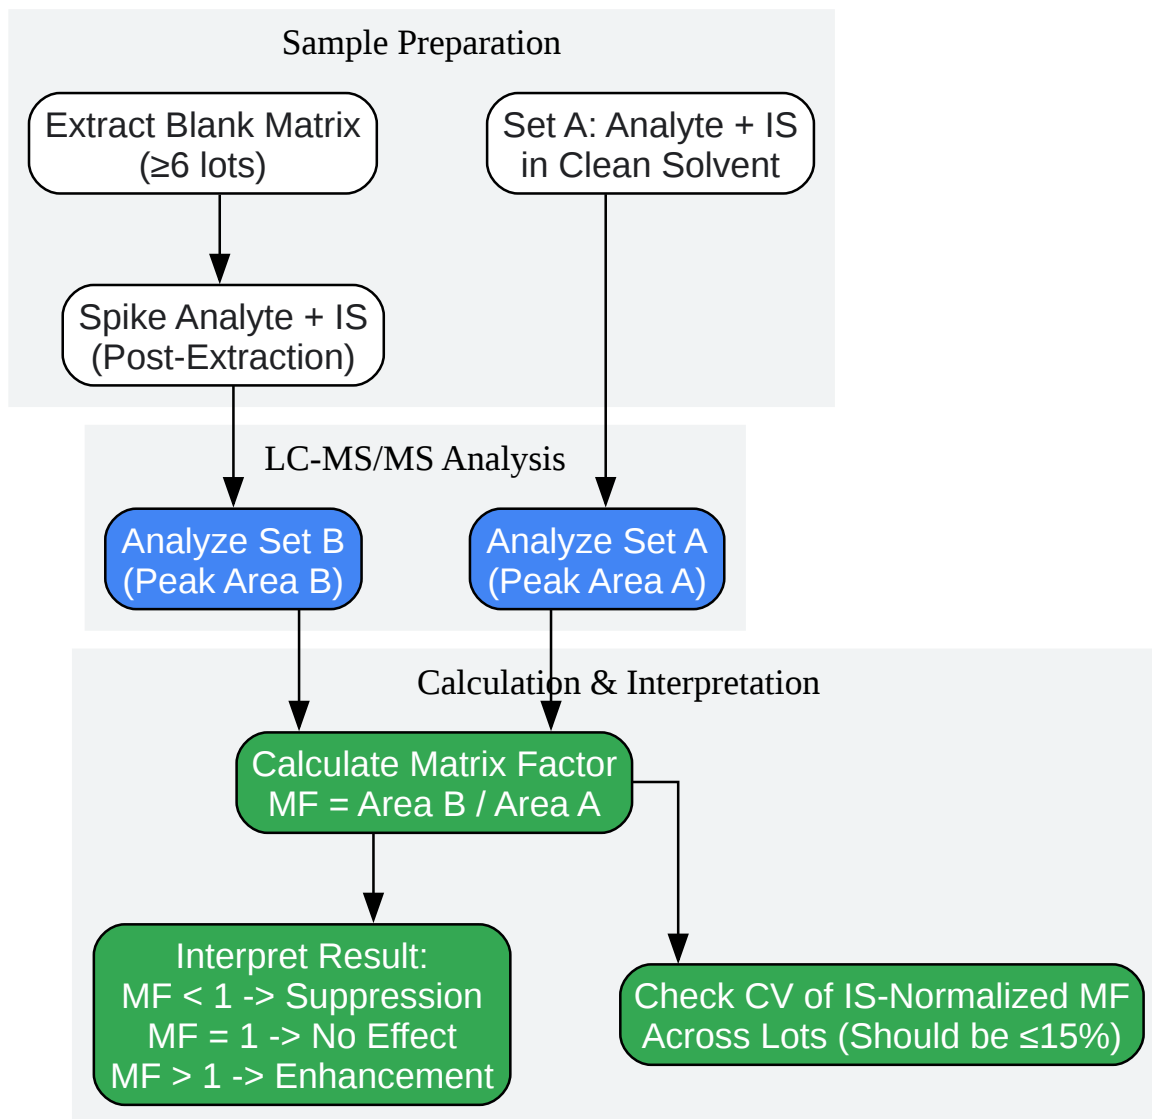 Sample Preparation
Extract Blank Matrix
(≥6 lots)
Set A: Analyte + IS
in Clean Solvent
Spike Analyte + IS
(Post-Extraction)
LC-MS/MS Analysis
Analyze Set B
(Peak Area B)
Analyze Set A
(Peak Area A)
Calculation & Interpretation
Calculate Matrix Factor
MF = Area B / Area A
Interpret Result:
MF < 1 -> Suppression
MF = 1 -> No Effect
MF > 1 -> Enhancement
Check CV of IS-Normalized MF
Across Lots (Should be ≤15%)